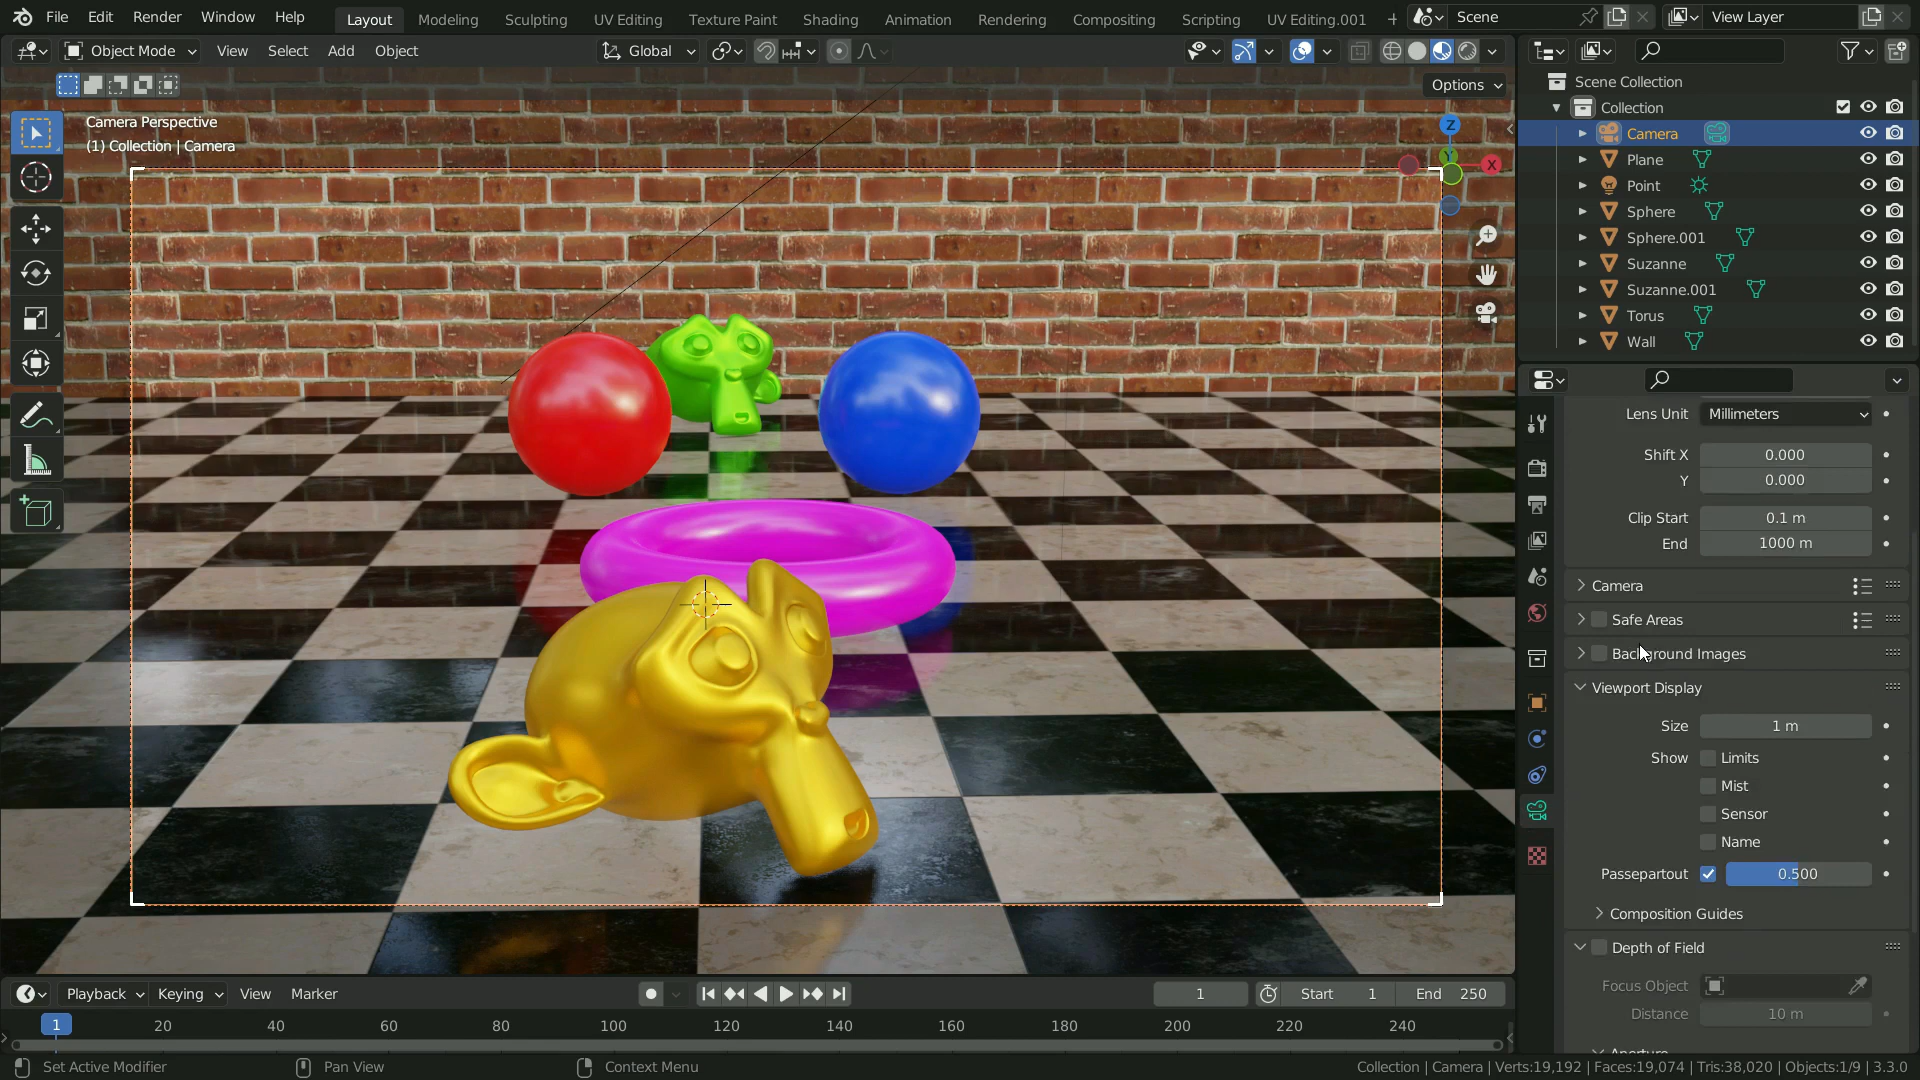 File Edit Render Window Help Layout Modeling Sculpting UV Editing Texture Paint Shading Animation Rendering Compositing Scripting UV Editing.001 + Scene View Layer
Object Mode View Select Add Object Global
Options
Camera Perspective
(1) Collection | Camera
Z
Y
X
Scene Collection
Collection
Camera
Plane
Point
Sphere
Sphere.001
Suzanne
Suzanne.001
Torus
Wall
Lens Unit Millimeters
Shift X 0.000
Y 0.000
Clip Start 0.1 m
End 1000 m
Camera
Safe Areas
Background Images
Viewport Display
Size 1 m
Show Limits
Mist
Sensor
Name
Passepartout 0.500
Composition Guides
Depth of Field
Focus Object
Distance 10 m
Aperture
Playback Keying View Marker 1 Start 1 End 250
1 20 40 60 80 100 120 140 160 180 200 220 240
Set Active Modifier Pan View Context Menu Collection | Camera | Verts:19,192 | Faces:19,074 | Tris:38,020 | Objects:1/9 | 3.3.0